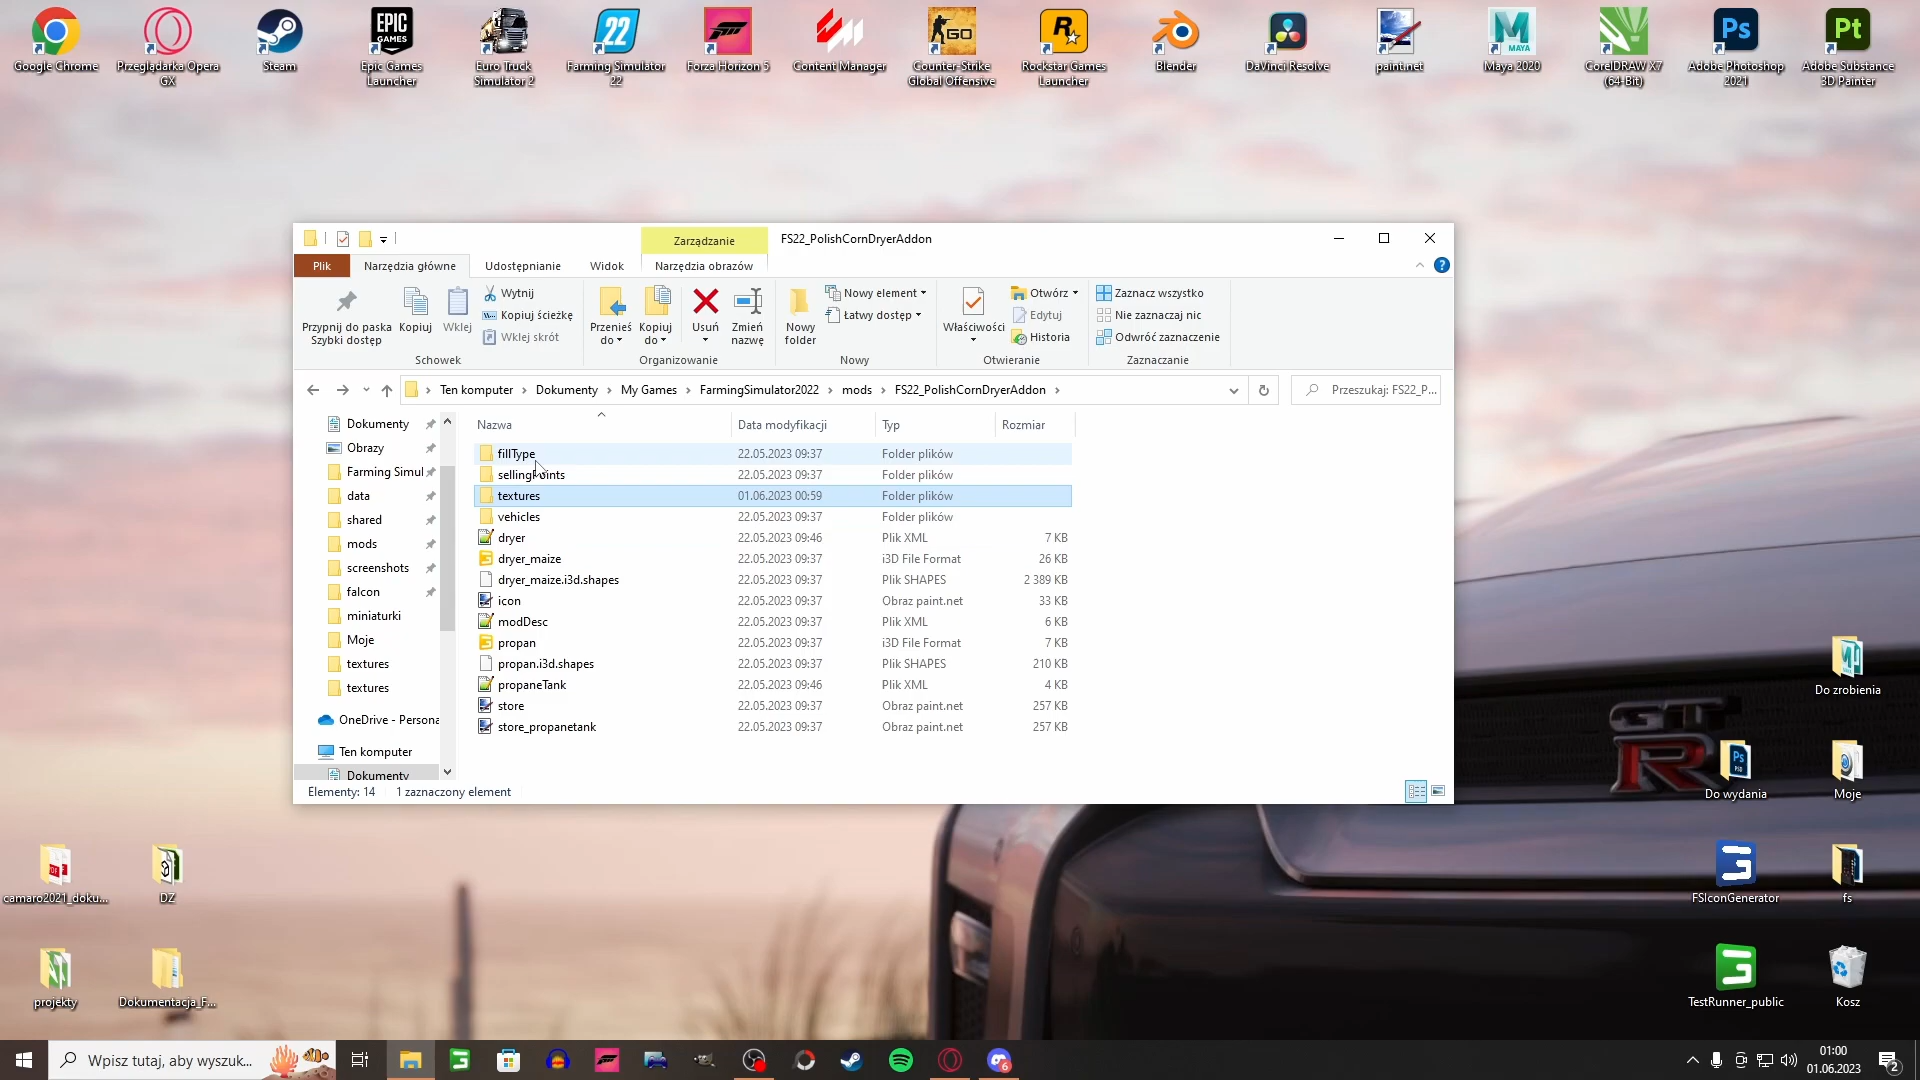 Google Chrome
Przeglądarka Opera GX
Steam
Epic Games Launcher
Euro Truck Simulator 2
Farming Simulator 22
Forza Horizon 5
Content Manager
Counter-Strike Global Offensive
Rockstar Games Launcher
Blender
DaVinci Resolve
paint.net
Maya 2020
CorelDRAW X7 (64-Bit)
Adobe Photoshop 2021
Adobe Substance 3D Painter
Zarządzanie
FS22_PolishCornDryerAddon
Plik
Narzędzia główne
Udostępnianie
Widok
Narzędzia obrazów
Przypnij do paska Szybki dostęp
Kopiuj
Wklej
Wytnij
Kopiuj ścieżkę
Wklej skrót
Schowek
Przenieś do
Kopiuj do
Usuń
Zmień nazwę
Organizowanie
Nowy folder
Nowy element
Łatwy dostęp
Nowy
Właściwości
Otwórz
Edytuj
Historia
Otwieranie
Zaznacz wszystko
Nie zaznaczaj nic
Odwróć zaznaczenie
Zaznaczanie
Ten komputer > Dokumenty > My Games > FarmingSimulator2022 > mods > FS22_PolishCornDryerAddon >
Przeszukaj: FS22_P...
Dokumenty
Obrazy
Farming Simul
data
shared
mods
screenshots
falcon
miniaturki
Moje
textures
textures
OneDrive - Persona
Ten komputer
Dokumenty
Nazwa Data modyfikacji Typ Rozmiar
fillType 22.05.2023 09:37 Folder plików
sellingPoints 22.05.2023 09:37 Folder plików
textures 01.06.2023 00:59 Folder plików
vehicles 22.05.2023 09:37 Folder plików
dryer 22.05.2023 09:46 Plik XML 7 KB
dryer_maize 22.05.2023 09:37 i3D File Format 26 KB
dryer_maize.i3d.shapes 22.05.2023 09:37 Plik SHAPES 2 389 KB
icon 22.05.2023 09:37 Obraz paint.net 33 KB
modDesc 22.05.2023 09:37 Plik XML 6 KB
propan 22.05.2023 09:37 i3D File Format 7 KB
propan.i3d.shapes 22.05.2023 09:37 Plik SHAPES 210 KB
propaneTank 22.05.2023 09:46 Plik XML 4 KB
store 22.05.2023 09:37 Obraz paint.net 257 KB
store_propanetank 22.05.2023 09:37 Obraz paint.net 257 KB
Elementy: 14 1 zaznaczony element
Do zrobienia
GT
R
Do wydania
Moje
camaro2021_doku...
DZ
FSIconGenerator
fs
projekty
Dokumentacja_F...
TestRunner_public
Kosz
Wpisz tutaj, aby wyszuk...
6
01:00
01.06.2023
2